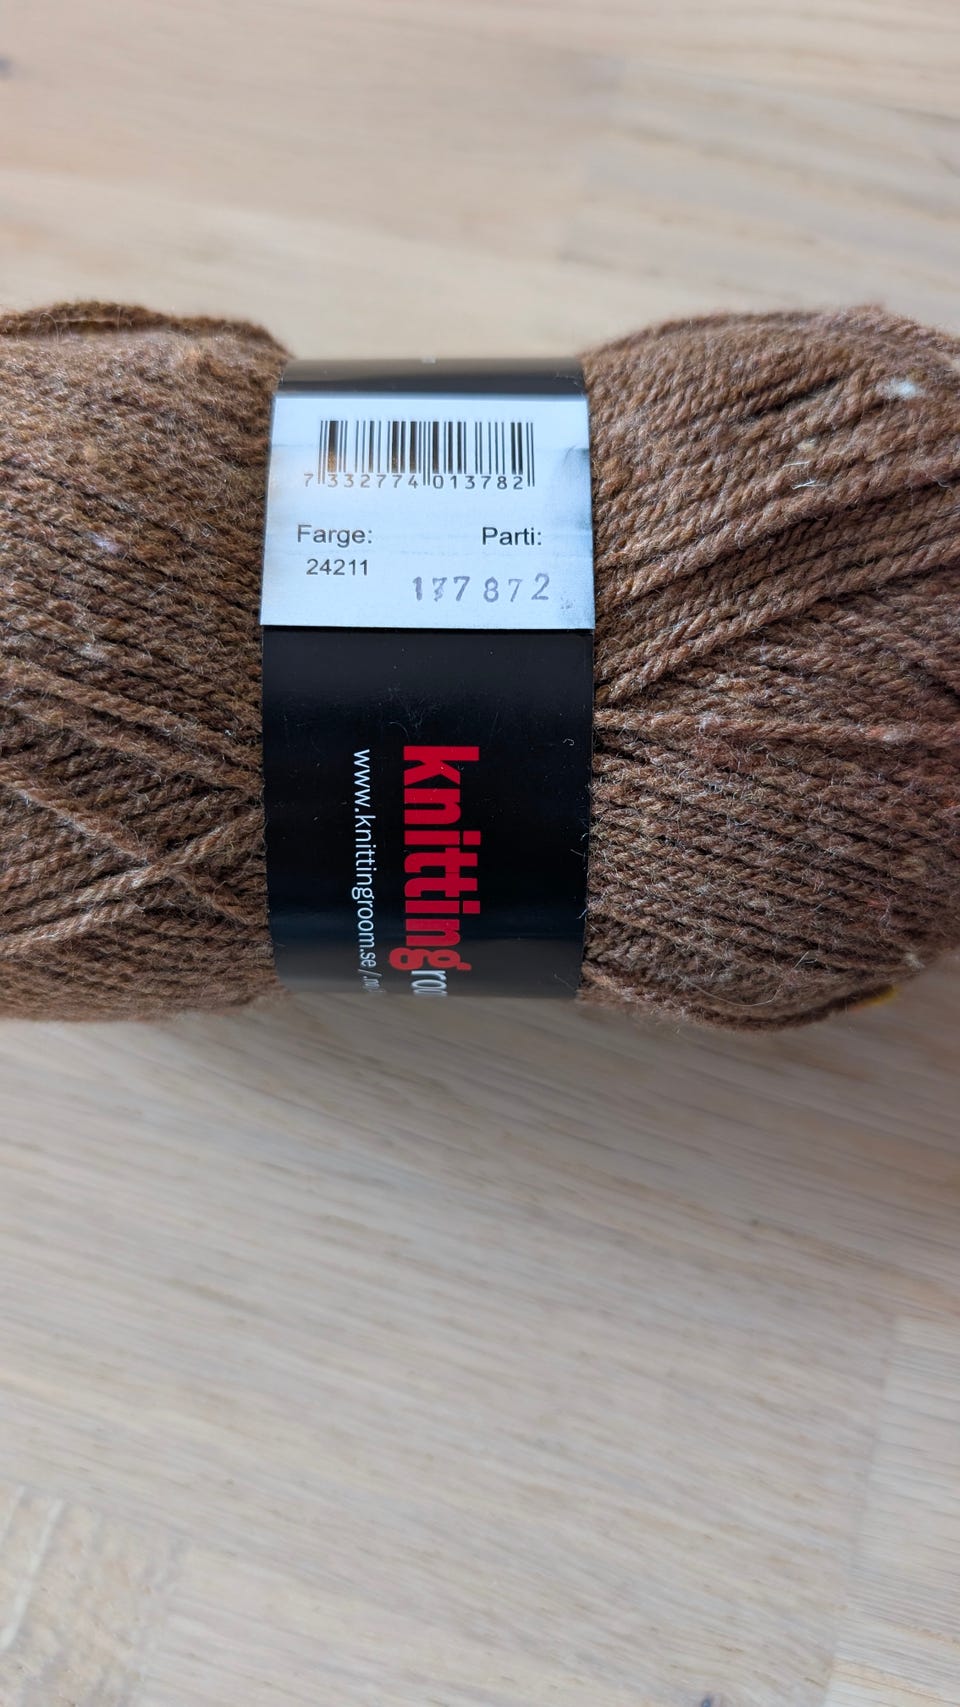 7 332774 013782
Farge: Parti:
24211 177872
knitting
www.knittingroom.se/